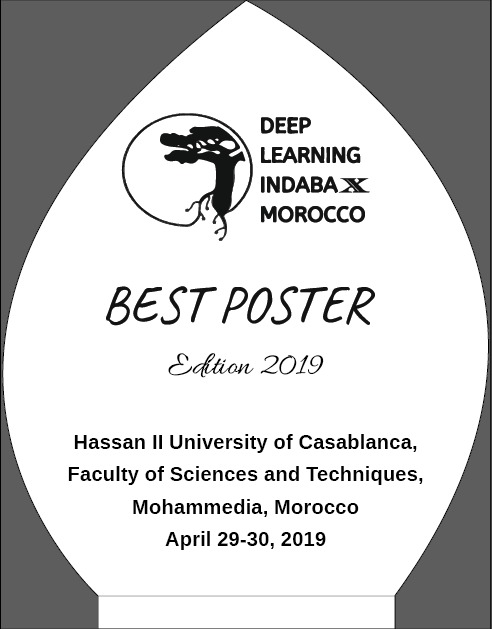 DEEP
LEARNING
INDABAX
MOROCCO
BEST POSTER
Edition 2019
Hassan II University of Casablanca,
Faculty of Sciences and Techniques,
Mohammedia, Morocco
April 29-30, 2019